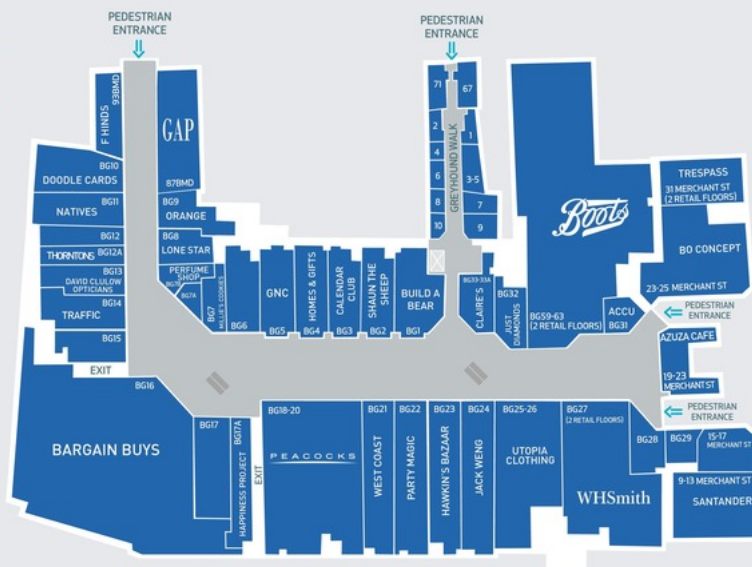 PEDESTRIAN
ENTRANCE
PEDESTRIAN
ENTRANCE
F HINDS
93BMD
GAP
87BMD
71
67
GREYHOUND WALK
2
1
4
6
3-5
8
7
10
9
BG10
DOODLE CARDS
BG11
NATIVES
BG12
THORNTONS
BG12A
BG13
DAVID CLULOW
OPTICIANS
BG14
TRAFFIC
BG15
EXIT
BG9
ORANGE
BG8
LONE STAR
PERFUME
SHOP
BG7B
BG7A
BG7
MILLIE'S COOKIES
BG6
GNC
BG5
HOMES & GIFTS
BG4
CALENDAR
CLUB
BG3
SHAUN THE
SHEEP
BG2
BUILD A
BEAR
BG1
BG33-33A
CLAIRE'S
BG32
JUST
DIAMONDS
Boots
BG59-63
(2 RETAIL FLOORS)
ACCU
BG31
TRESPASS
31 MERCHANT ST
(2 RETAIL FLOORS)
BO CONCEPT
23-25 MERCHANT ST
PEDESTRIAN
ENTRANCE
AZUZA CAFE
19-23
MERCHANT ST
PEDESTRIAN
ENTRANCE
BG16
BARGAIN BUYS
BG17
BG17A
HAPPINESS PROJECT
EXIT
BG18-20
PEACOCKS
BG21
WEST COAST
BG22
PARTY MAGIC
BG23
HAWKIN'S BAZAAR
BG24
JACK WENG
BG25-26
UTOPIA
CLOTHING
BG27
(2 RETAIL FLOORS)
WHSmith
BG28
BG29
15-17
MERCHANT ST
9-13 MERCHANT ST
SANTANDER